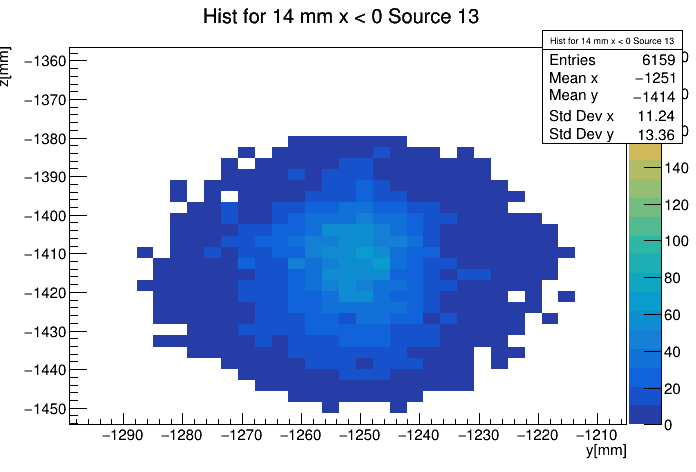 Hist for 14 mm x < 0 Source 13
z[mm]
Hist for 14 mm x < 0 Source 13
Entries 6159
Mean x −1251
Mean y −1414
Std Dev x 11.24
Std Dev y 13.36
−1360
−1370
−1380
−1390
−1400
−1410
−1420
−1430
−1440
−1450
−1290 −1280 −1270 −1260 −1250 −1240 −1230 −1220 −1210
y[mm]
140
120
100
80
60
40
20
0